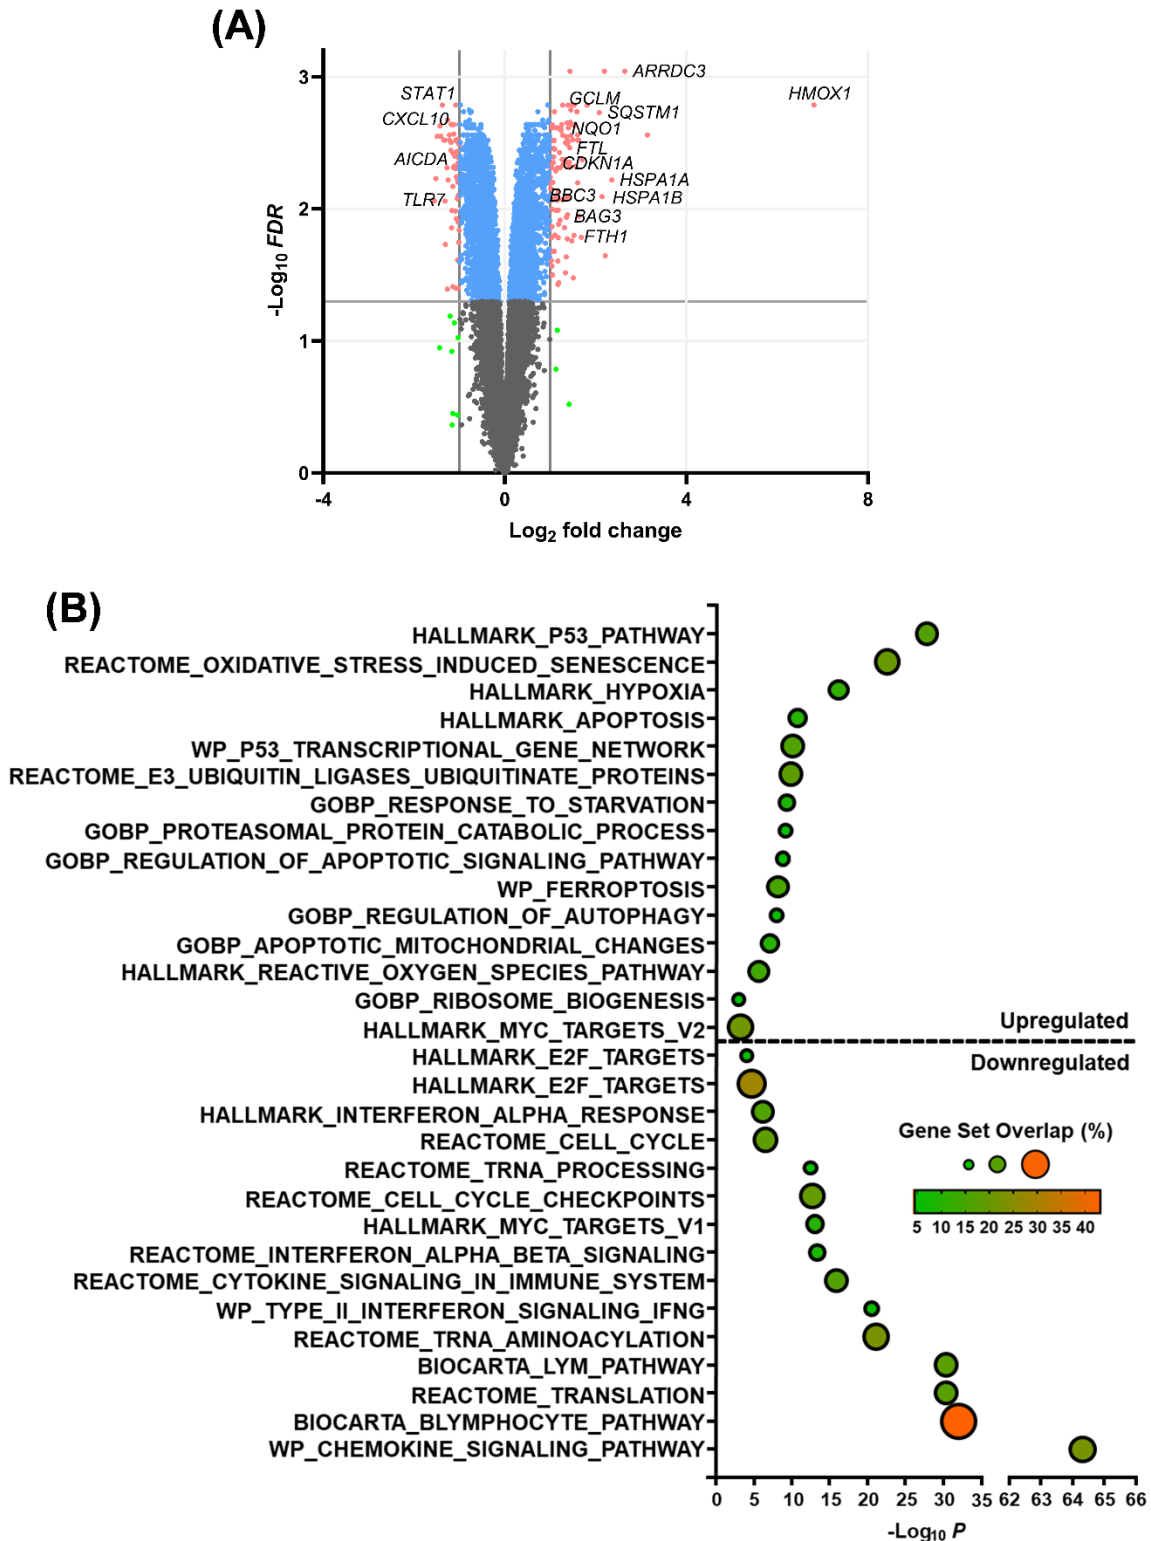 (A)
3
2
1
0
-Log10 FDR
ARRDC3
STAT1
GCLM
HMOX1
CXCL10
SQSTM1
NQO1
FTL
AICDA
CDKN1A
HSPA1A
TLR7
BBC3
HSPA1B
BAG3
FTH1
-4 0 4 8
Log2 fold change
(B)
HALLMARK_P53_PATHWAY
REACTOME_OXIDATIVE_STRESS_INDUCED_SENESCENCE
HALLMARK_HYPOXIA
HALLMARK_APOPTOSIS
WP_P53_TRANSCRIPTIONAL_GENE_NETWORK
REACTOME_E3_UBIQUITIN_LIGASES_UBIQUITINATE_PROTEINS
GOBP_RESPONSE_TO_STARVATION
GOBP_PROTEASOMAL_PROTEIN_CATABOLIC_PROCESS
GOBP_REGULATION_OF_APOPTOTIC_SIGNALING_PATHWAY
WP_FERROPTOSIS
GOBP_REGULATION_OF_AUTOPHAGY
GOBP_APOPTOTIC_MITOCHONDRIAL_CHANGES
HALLMARK_REACTIVE_OXYGEN_SPECIES_PATHWAY
GOBP_RIBOSOME_BIOGENESIS
HALLMARK_MYC_TARGETS_V2
Upregulated
Downregulated
HALLMARK_E2F_TARGETS
HALLMARK_E2F_TARGETS
HALLMARK_INTERFERON_ALPHA_RESPONSE
REACTOME_CELL_CYCLE
REACTOME_TRNA_PROCESSING
REACTOME_CELL_CYCLE_CHECKPOINTS
HALLMARK_MYC_TARGETS_V1
REACTOME_INTERFERON_ALPHA_BETA_SIGNALING
REACTOME_CYTOKINE_SIGNALING_IN_IMMUNE_SYSTEM
WP_TYPE_II_INTERFERON_SIGNALING_IFNG
REACTOME_TRNA_AMINOACYLATION
BIOCARTA_LYM_PATHWAY
REACTOME_TRANSLATION
BIOCARTA_BLYMPHOCYTE_PATHWAY
WP_CHEMOKINE_SIGNALING_PATHWAY
Gene Set Overlap (%)
5 10 15 20 25 30 35 40
0 5 10 15 20 25 30 35 62 63 64 65 66
-Log10 P